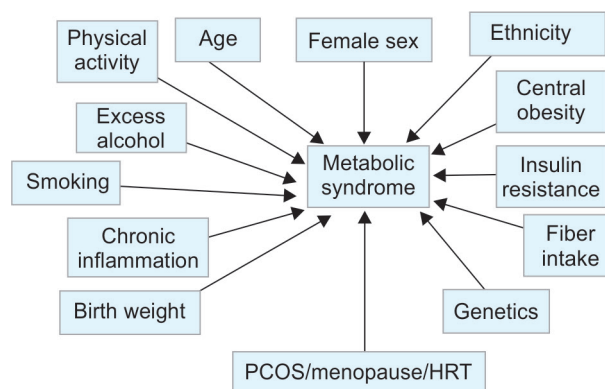 Physical
activity
Age
Female sex
Ethnicity
Central
obesity
Excess
alcohol
Metabolic
syndrome
Insulin
resistance
Smoking
Chronic
inflammation
Fiber
intake
Birth weight
Genetics
PCOS/menopause/HRT